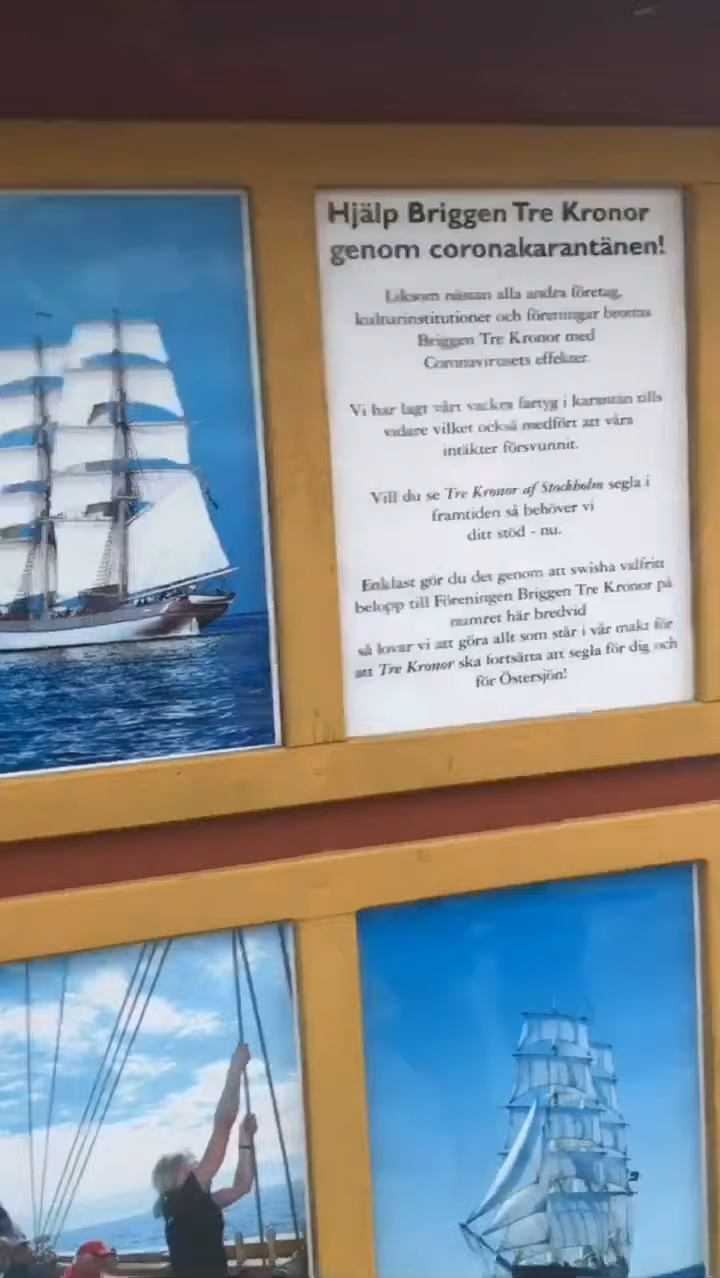 Hjälp Briggen Tre Kronor
genom coronakarantänen!
Liksom nästan alla andra företag,
kulturinstitutioner och föreningar brottas
Briggen Tre Kronor med
Coronavirusets effekter.
Vi har lagt vårt vackra fartyg i karantän tills
vidare vilket också medfört att våra
intäkter försvunnit.
Vill du se Tre Kronor af Stockholm segla i
framtiden så behöver vi
ditt stöd - nu.
Enklast gör du det genom att swisha valfritt
belopp till Föreningen Briggen Tre Kronor på
numret här bredvid
så lovar vi att göra allt som står i vår makt för
att Tre Kronor ska fortsätta att segla för dig och
för Östersjön!